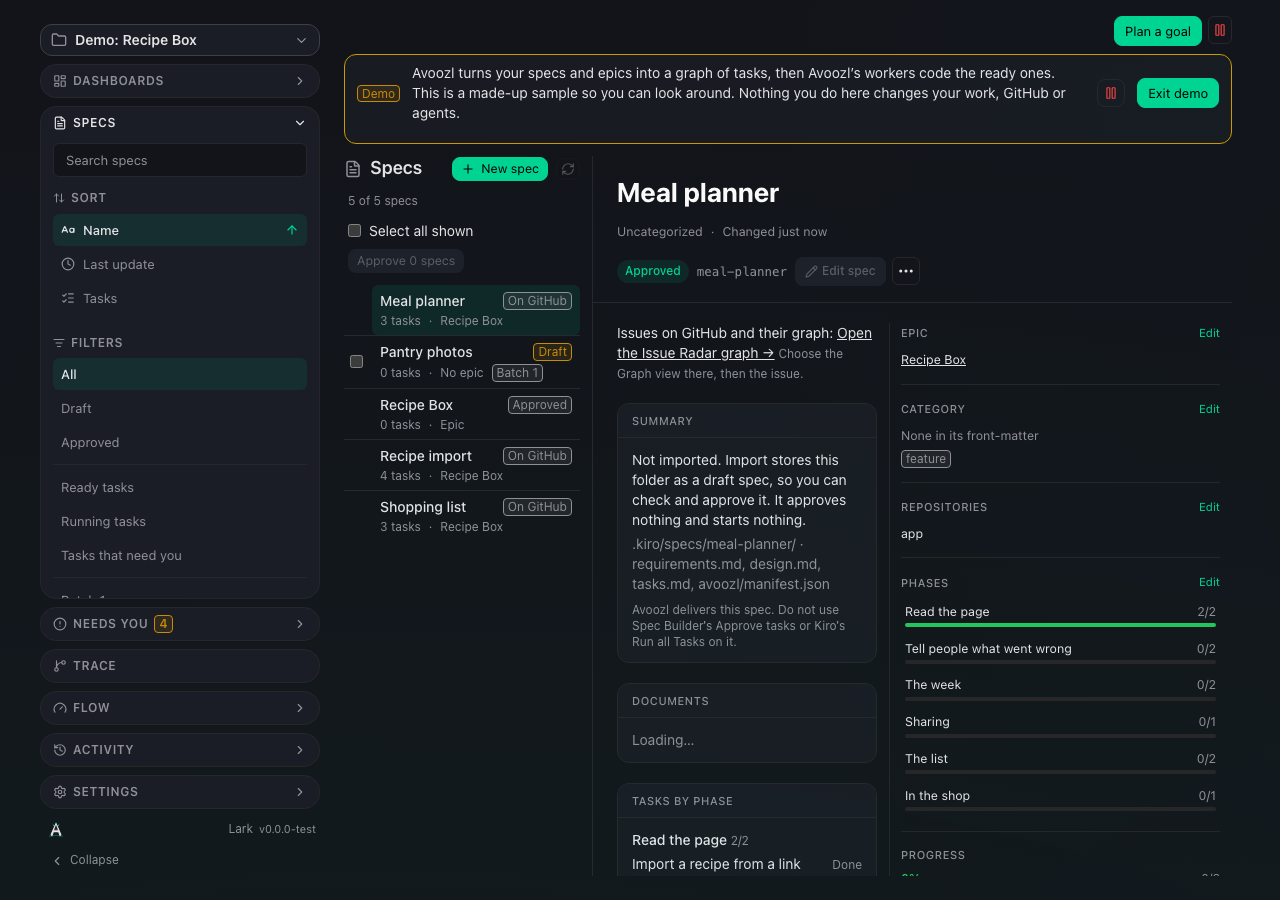 Demo: Recipe Box
DASHBOARDS
SPECS
Search specs
SORT
Name
Last update
Tasks
FILTERS
All
Draft
Approved
Ready tasks
Running tasks
Tasks that need you
NEEDS YOU 4
TRACE
FLOW
ACTIVITY
SETTINGS
A
Lark v0.0.0-test
Collapse
Plan a goal
Demo
Avoozl turns your specs and epics into a graph of tasks, then Avoozl's workers code the ready ones.
This is a made-up sample so you can look around. Nothing you do here changes your work, GitHub or
agents.
Exit demo
Specs
New spec
5 of 5 specs
Select all shown
Approve 0 specs
Meal planner On GitHub
3 tasks · Recipe Box
Pantry photos Draft
0 tasks · No epic Batch 1
Recipe Box Approved
0 tasks · Epic
Recipe import On GitHub
4 tasks · Recipe Box
Shopping list On GitHub
3 tasks · Recipe Box
Meal planner
Uncategorized · Changed just now
Approved meal-planner Edit spec
Issues on GitHub and their graph: Open
the Issue Radar graph → Choose the
Graph view there, then the issue.
SUMMARY
Not imported. Import stores this
folder as a draft spec, so you can
check and approve it. It approves
nothing and starts nothing.
.kiro/specs/meal-planner/ ·
requirements.md, design.md,
tasks.md, avoozl/manifest.json
Avoozl delivers this spec. Do not use
Spec Builder's Approve tasks or Kiro's
Run all Tasks on it.
DOCUMENTS
Loading...
TASKS BY PHASE
Read the page 2/2
Import a recipe from a link Done
EPIC Edit
Recipe Box
CATEGORY Edit
None in its front-matter
feature
REPOSITORIES Edit
app
PHASES Edit
Read the page 2/2
Tell people what went wrong 0/2
The week 0/2
Sharing 0/1
The list 0/2
In the shop 0/1
PROGRESS